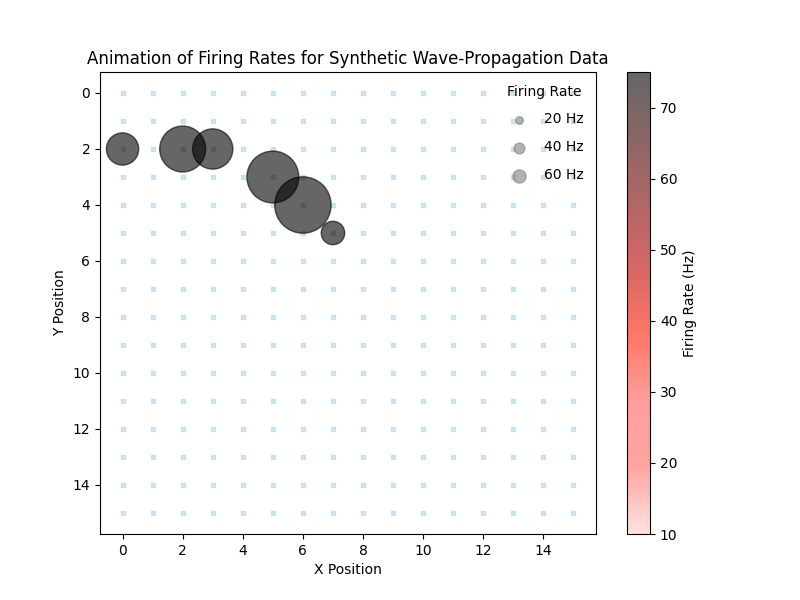 Animation of Firing Rates for Synthetic Wave-Propagation Data
Firing Rate
20 Hz
40 Hz
60 Hz
0
2
4
6
8
10
12
14
Y Position
0
2
4
6
8
10
12
14
X Position
70
60
50
40
30
20
10
Firing Rate (Hz)